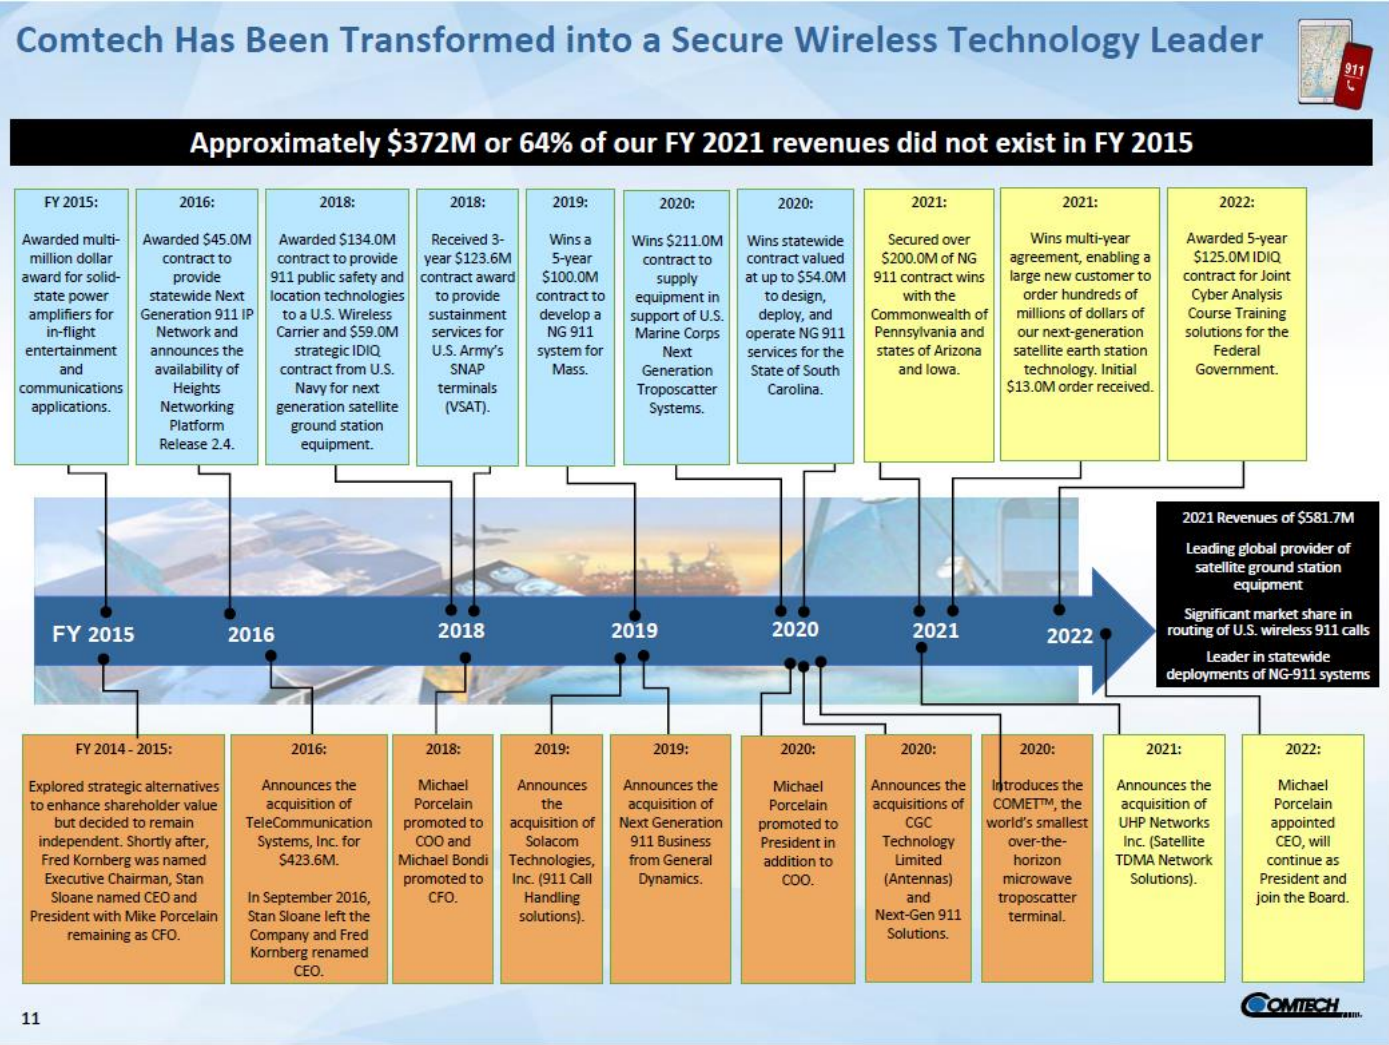 Comtech Has Been Transformed into a Secure Wireless Technology Leader
911
Approximately $372M or 64% of our FY 2021 revenues did not exist in FY 2015
FY 2015:
Awarded multi-
million dollar
award for solid-
state power
amplifiers for
in-flight
entertainment
and
communications
applications.
2016:
Awarded $45.0M
contract to
provide
statewide Next
Generation 911 IP
Network and
announces the
availability of
Heights
Networking
Platform
Release 2.4.
2018:
Awarded $134.0M
contract to provide
911 public safety and
location technologies
to a U.S. Wireless
Carrier and $59.0M
strategic IDIQ
contract from U.S.
Navy for next
generation satellite
ground station
equipment.
2018:
Received 3-
year $123.6M
contract award
to provide
sustainment
services for
U.S. Army's
SNAP
terminals
(VSAT).
2019:
Wins a
5-year
$100.0M
contract to
develop a
NG 911
system for
Mass.
2020:
Wins $211.0M
contract to
supply
equipment in
support of U.S.
Marine Corps
Next
Generation
Troposcatter
Systems.
2020:
Wins statewide
contract valued
at up to $54.0M
to design,
deploy, and
operate NG 911
services for the
State of South
Carolina.
2021:
Secured over
$200.0M of NG
911 contract wins
with the
Commonwealth of
Pennsylvania and
states of Arizona
and Iowa.
2021:
Wins multi-year
agreement, enabling a
large new customer to
order hundreds of
millions of dollars of
our next-generation
satellite earth station
technology. Initial
$13.0M order received.
2022:
Awarded 5-year
$125.0M IDIQ
contract for Joint
Cyber Analysis
Course Training
solutions for the
Federal
Government.
FY 2015
2016
2018
2019
2020
2021
2022
2021 Revenues of $581.7M
Leading global provider of
satellite ground station
equipment
Significant market share in
routing of U.S. wireless 911 calls
Leader in statewide
deployments of NG-911 systems
FY 2014 - 2015:
Explored strategic alternatives
to enhance shareholder value
but decided to remain
independent. Shortly after,
Fred Kornberg was named
Executive Chairman, Stan
Sloane named CEO and
President with Mike Porcelain
remaining as CFO.
2016:
Announces the
acquisition of
TeleCommunication
Systems, Inc. for
$423.6M.
In September 2016,
Stan Sloane left the
Company and Fred
Kornberg renamed
CEO.
2018:
Michael
Porcelain
promoted to
COO and
Michael Bondi
promoted to
CFO.
2019:
Announces
the
acquisition of
Solacom
Technologies,
Inc. (911 Call
Handling
solutions).
2019:
Announces the
acquisition of
Next Generation
911 Business
from General
Dynamics.
2020:
Michael
Porcelain
promoted to
President in
addition to
COO.
2020:
Announces the
acquisitions of
CGC
Technology
Limited
(Antennas)
and
Next-Gen 911
Solutions.
2020:
Introduces the
COMET™, the
world's smallest
over-the-
horizon
microwave
troposcatter
terminal.
2021:
Announces the
acquisition of
UHP Networks
Inc. (Satellite
TDMA Network
Solutions).
2022:
Michael
Porcelain
appointed
CEO, will
continue as
President and
join the Board.
11
COMTECH